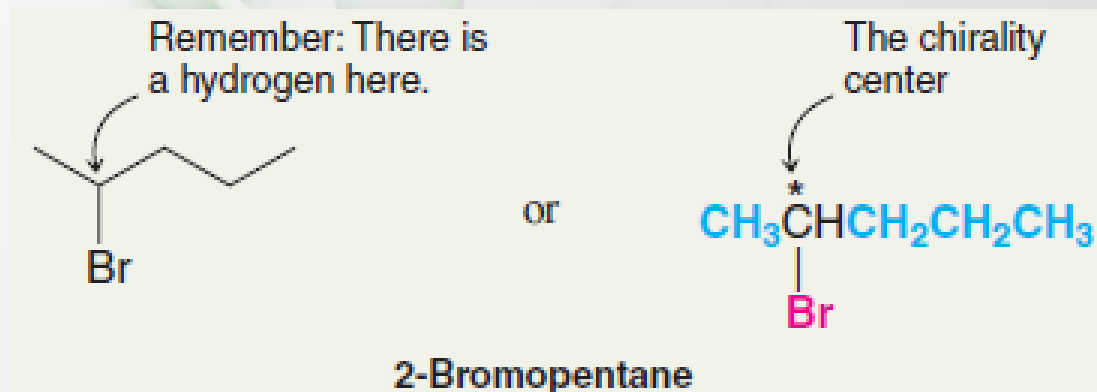 Remember: There is
a hydrogen here.
Br
or
The chirality
center
*
CH₃CHCH₂CH₂CH₃
Br
2-Bromopentane